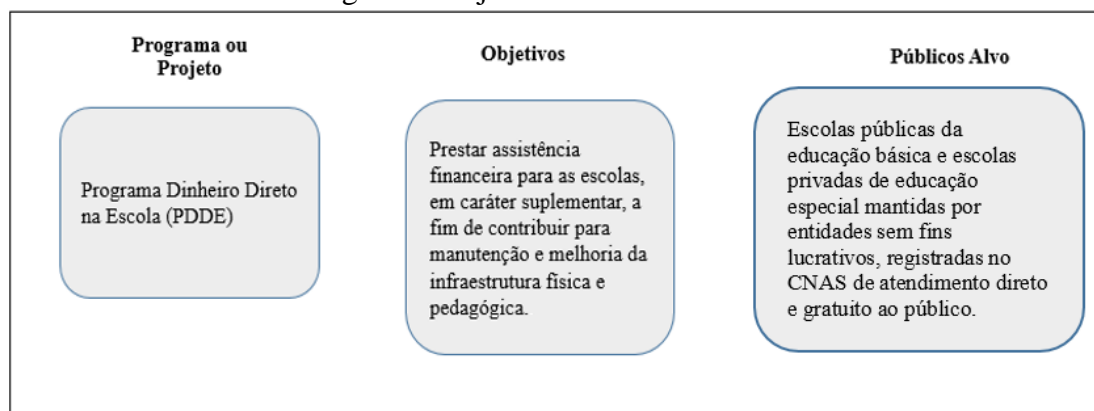 Programa ou
Projeto
Objetivos
Públicos Alvo
Programa Dinheiro Direto
na Escola (PDDE)
Prestar assistência
financeira para as escolas,
em caráter suplementar, a
fim de contribuir para
manutenção e melhoria da
infraestrutura física e
pedagógica.
Escolas públicas da
educação básica e escolas
privadas de educação
especial mantidas por
entidades sem fins
lucrativos, registradas no
CNAS de atendimento direto
e gratuito ao público.